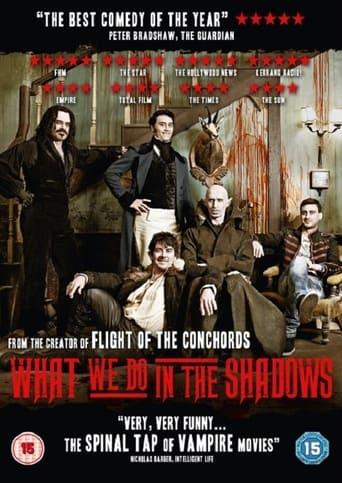 "THE BEST COMEDY OF THE YEAR" ★★★★★
PETER BRADSHAW, THE GUARDIAN
★★★★★ ★★★★★ ★★★★★ ★★★★★
FHM THE STAR THE HOLLYWOOD NEWS KERRANG RADIO!
★★★★ ★★★★ ★★★★ ★★★★
EMPIRE TOTAL FILM THE TIMES THE SUN
FROM THE CREATOR OF FLIGHT OF THE CONCHORDS
WHAT WE DO IN THE SHADOWS
"VERY, VERY FUNNY...
THE SPINAL TAP OF VAMPIRE MOVIES"
NICHOLAS BARBER, INTELLIGENT LIFE
15 15